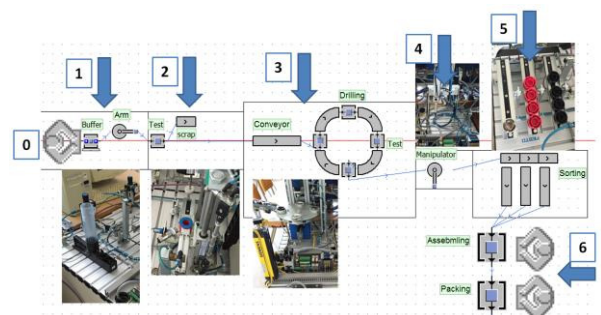 1
2
3
4
5
0
Buffer
Arm
Test
scrap
Conveyor
Drilling
Test
Manipulator
Sorting
Assebmling
6
Packing